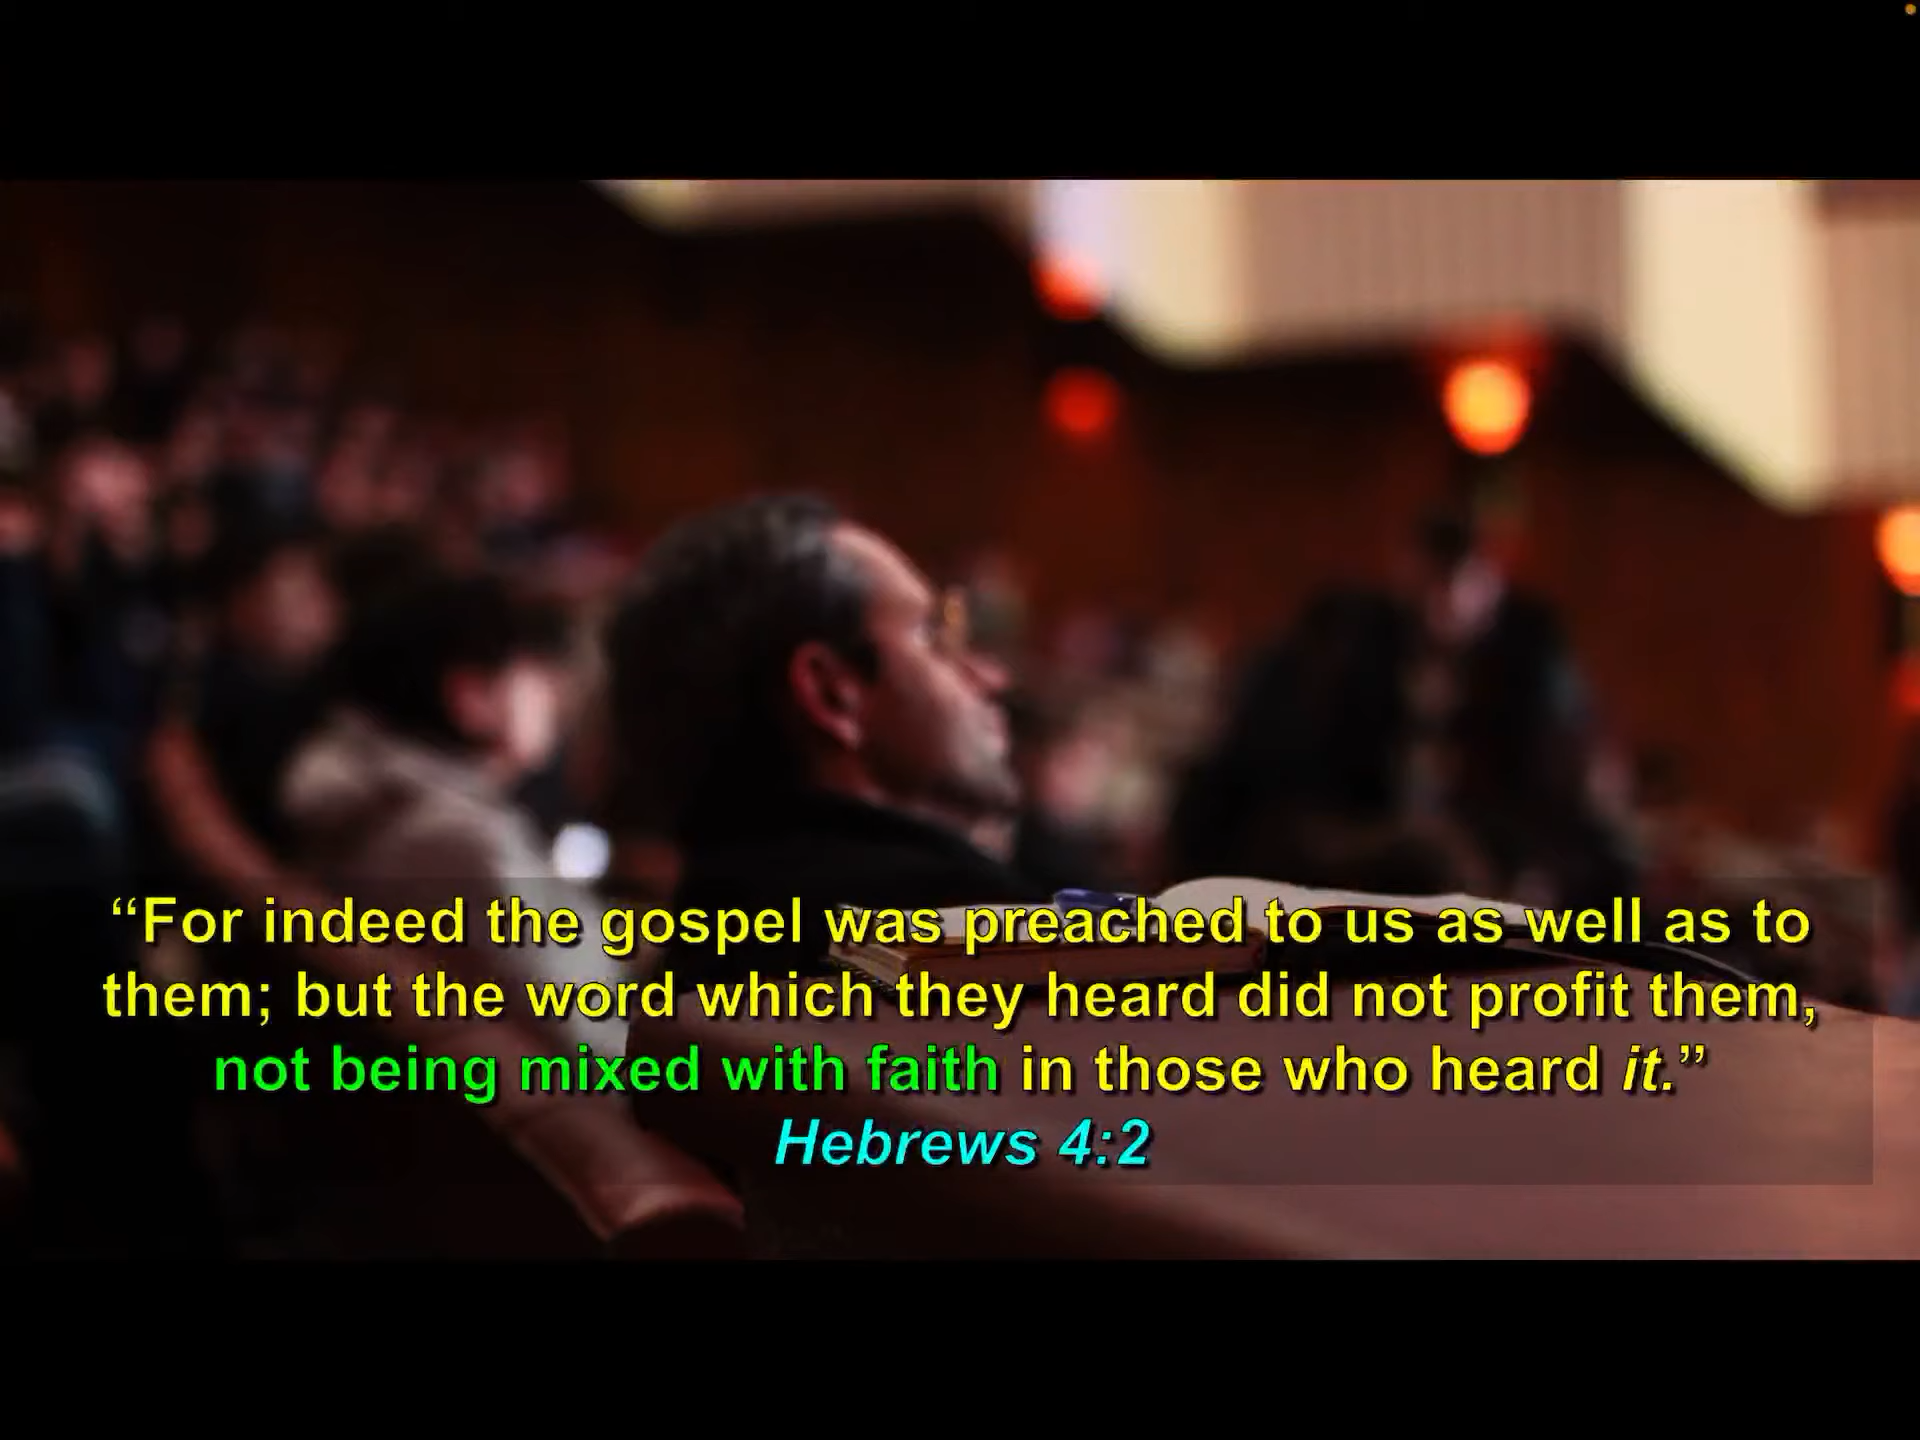 “For indeed the gospel was preached to us as well as to
them; but the word which they heard did not profit them,
not being mixed with faith in those who heard it.”
Hebrews 4:2